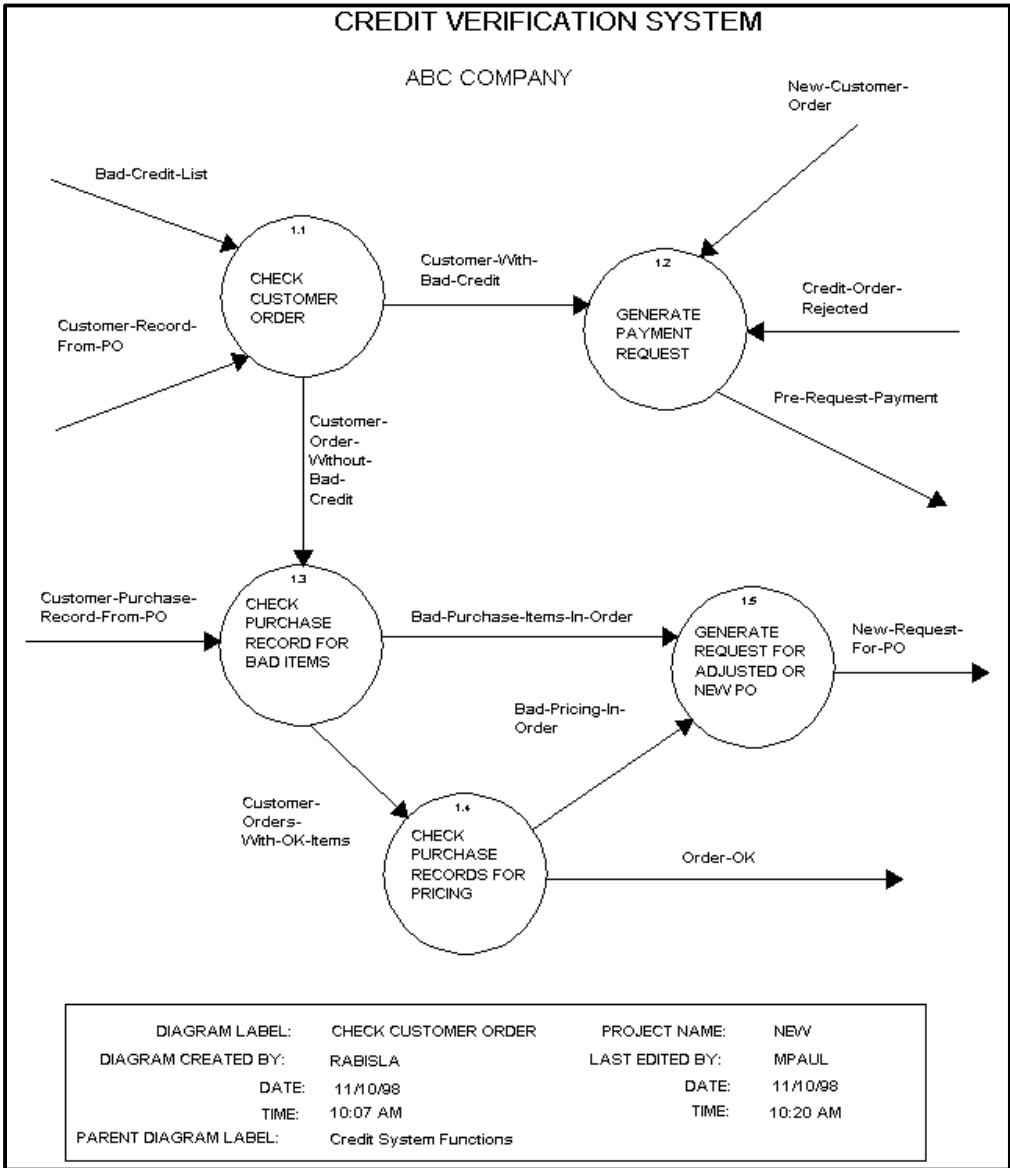 CREDIT VERIFICATION SYSTEM
ABC COMPANY
New-Customer-
Order
Bad-Credit-List
1.1
CHECK
CUSTOMER
ORDER
Customer-With-
Bad-Credit
1.2
GENERATE
PAYMENT
REQUEST
Credit-Order-
Rejected
Customer-Record-
From-PO
Pre-Request-Payment
Customer-
Order-
Without-
Bad-
Credit
Customer-Purchase-
Record-From-PO
1.3
CHECK
PURCHASE
RECORD FOR
BAD ITEMS
Bad-Purchase-Items-In-Order
1.5
GENERATE
REQUEST FOR
ADJUSTED OR
NEW PO
New-Request-
For-PO
Bad-Pricing-In-
Order
Customer-
Orders-
With-OK-Items
1.4
CHECK
PURCHASE
RECORDS FOR
PRICING
Order-OK
DIAGRAM LABEL: CHECK CUSTOMER ORDER PROJECT NAME: NEW
DIAGRAM CREATED BY: RABISLA LAST EDITED BY: MPAUL
DATE: 11/10/98 DATE: 11/10/98
TIME: 10:07 AM TIME: 10:20 AM
PARENT DIAGRAM LABEL: Credit System Functions